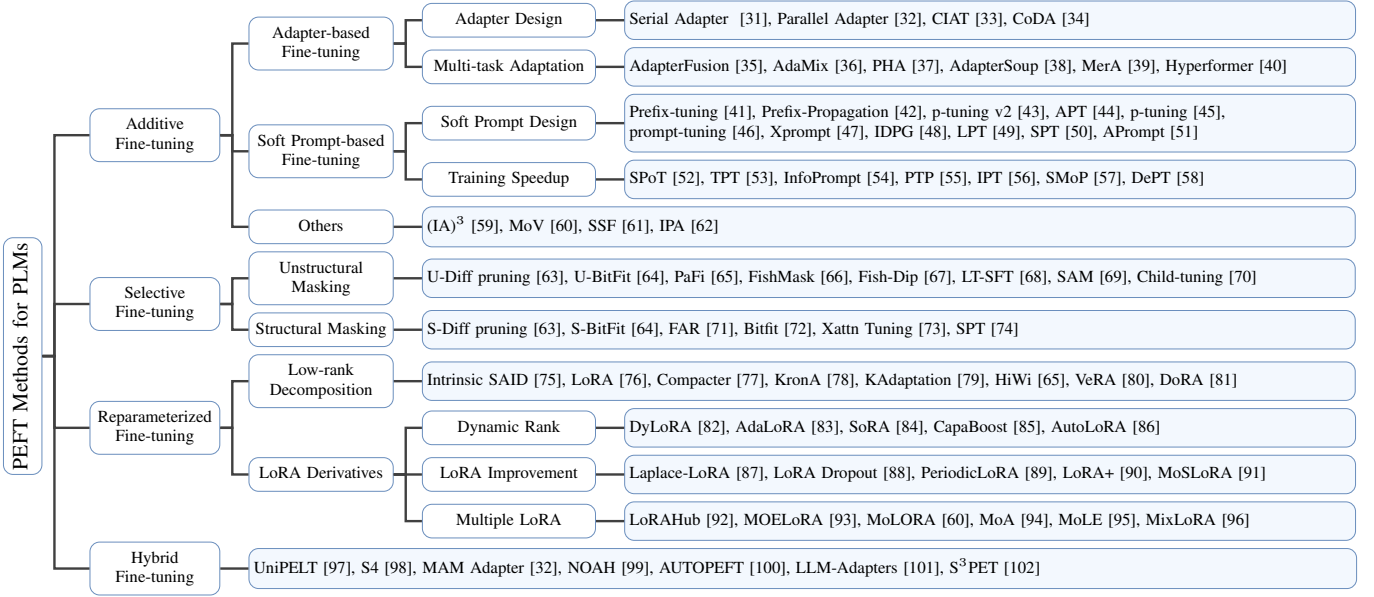 PEFT Methods for PLMs
Additive
Fine-tuning
Adapter-based
Fine-tuning
Adapter Design
Serial Adapter [31], Parallel Adapter [32], CIAT [33], CoDA [34]
Multi-task Adaptation
AdapterFusion [35], AdaMix [36], PHA [37], AdapterSoup [38], MerA [39], Hyperformer [40]
Soft Prompt-based
Fine-tuning
Soft Prompt Design
Prefix-tuning [41], Prefix-Propagation [42], p-tuning v2 [43], APT [44], p-tuning [45],
prompt-tuning [46], Xprompt [47], IDPG [48], LPT [49], SPT [50], APrompt [51]
Training Speedup
SPoT [52], TPT [53], InfoPrompt [54], PTP [55], IPT [56], SMoP [57], DePT [58]
Others
(IA)³ [59], MoV [60], SSF [61], IPA [62]
Selective
Fine-tuning
Unstructural
Masking
U-Diff pruning [63], U-BitFit [64], PaFi [65], FishMask [66], Fish-Dip [67], LT-SFT [68], SAM [69], Child-tuning [70]
Structural Masking
S-Diff pruning [63], S-BitFit [64], FAR [71], Bitfit [72], Xattn Tuning [73], SPT [74]
Reparameterized
Fine-tuning
Low-rank
Decomposition
Intrinsic SAID [75], LoRA [76], Compacter [77], KronA [78], KAdaptation [79], HiWi [65], VeRA [80], DoRA [81]
LoRA Derivatives
Dynamic Rank
DyLoRA [82], AdaLoRA [83], SoRA [84], CapaBoost [85], AutoLoRA [86]
LoRA Improvement
Laplace-LoRA [87], LoRA Dropout [88], PeriodicLoRA [89], LoRA+ [90], MoSLoRA [91]
Multiple LoRA
LoRAHub [92], MOELoRA [93], MoLORA [60], MoA [94], MoLE [95], MixLoRA [96]
Hybrid
Fine-tuning
UniPELT [97], S4 [98], MAM Adapter [32], NOAH [99], AUTOPEFT [100], LLM-Adapters [101], S³PET [102]